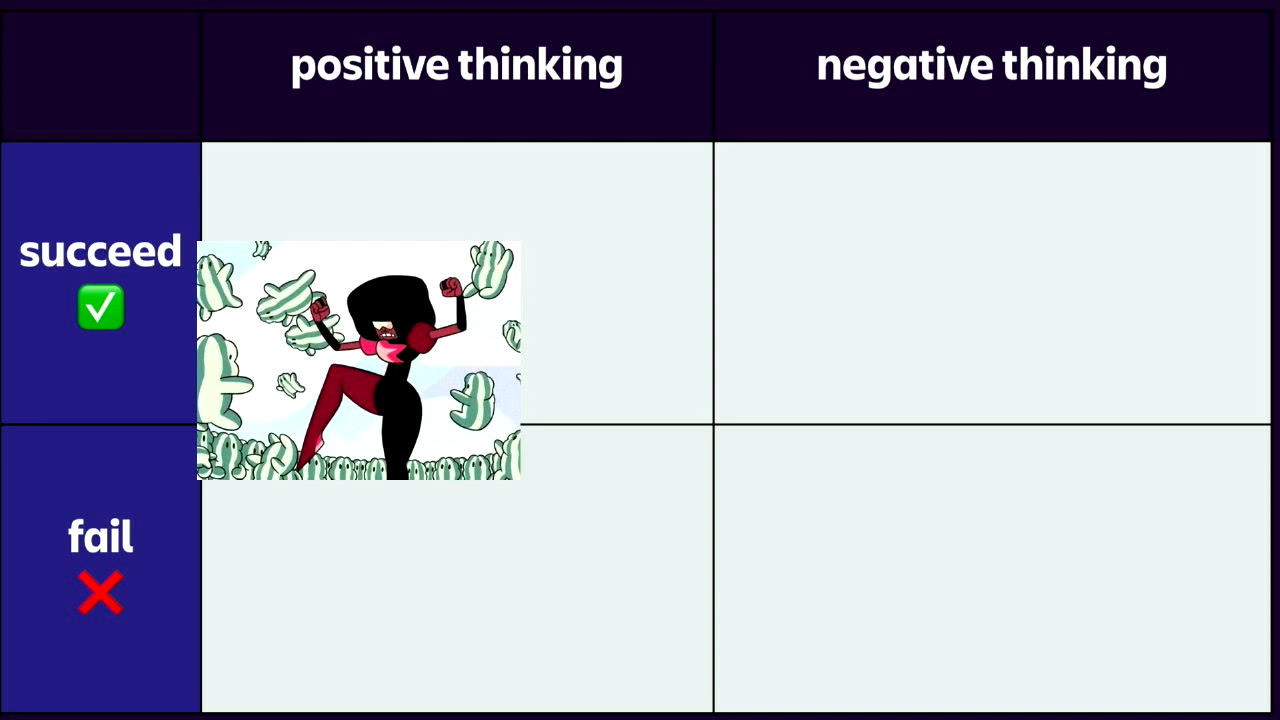 positive thinking
negative thinking
succeed
fail